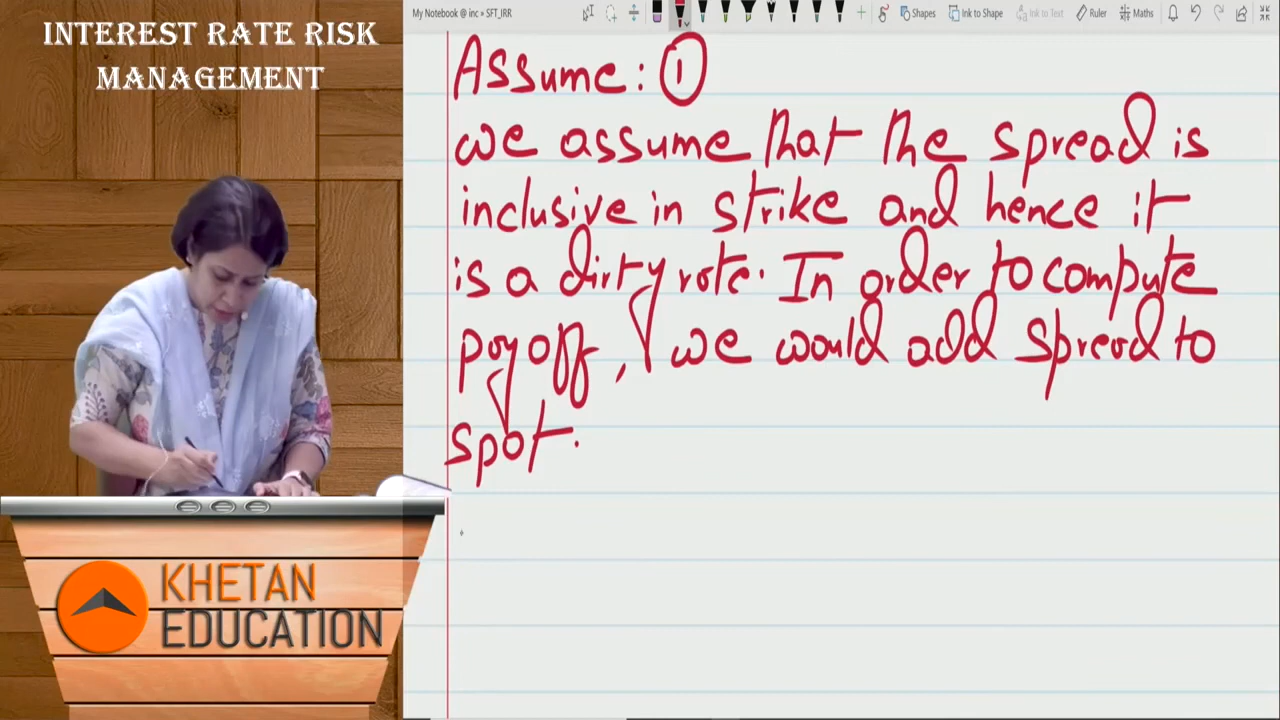 INTEREST RATE RISK
MANAGEMENT
My Notebook @ inc » SFT_IRR
Shapes
Ink to Shape
Ink to Text
Ruler
Maths
Assume: ①
we assume that the spread is
inclusive in strike and hence it
is a dirty rate. In order to compute
payoff, we would add spread to
spot.
KHETAN
EDUCATION